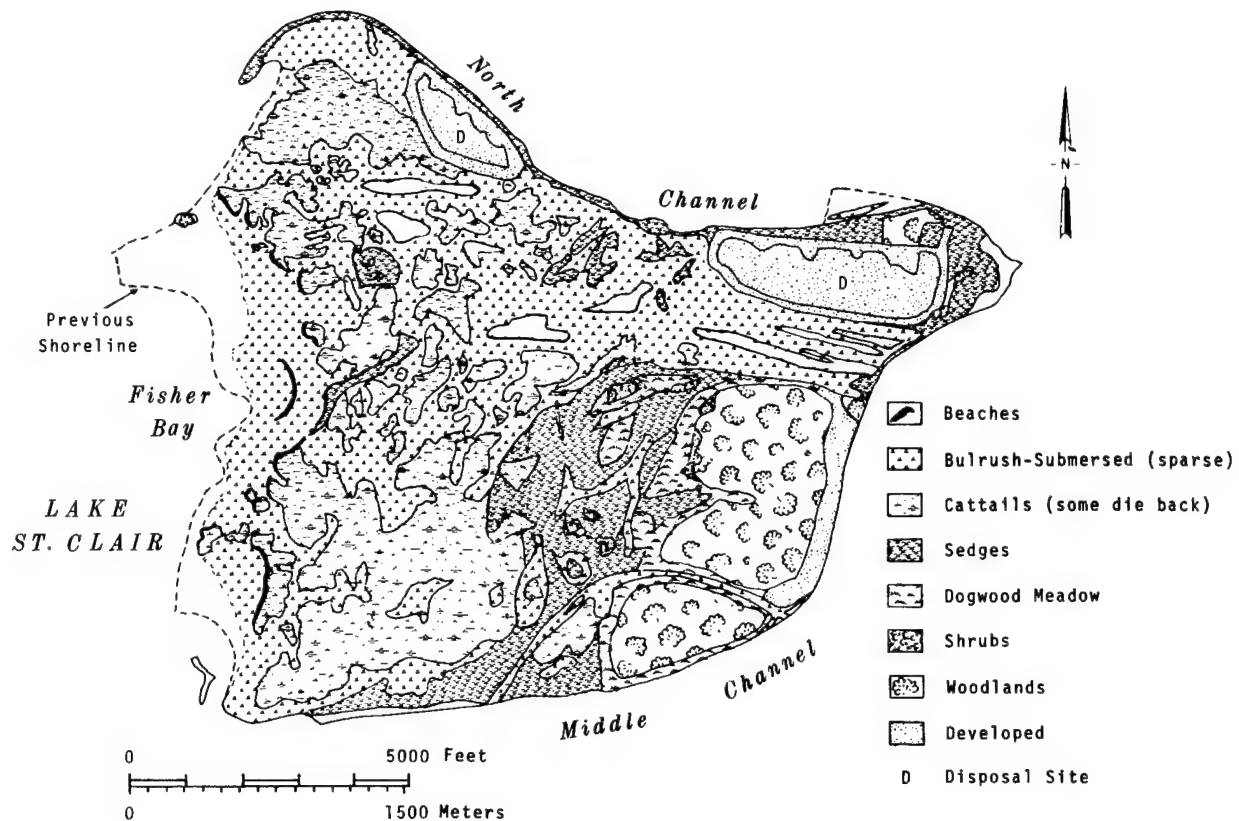 North
Channel
N
D
D
Previous
Shoreline
Fisher
Bay
LAKE
ST. CLAIR
Middle
Channel
Beaches
Bulrush-Submersed (sparse)
Cattails (some die back)
Sedges
Dogwood Meadow
Shrubs
Woodlands
Developed
D Disposal Site
0 5000 Feet
0 1500 Meters